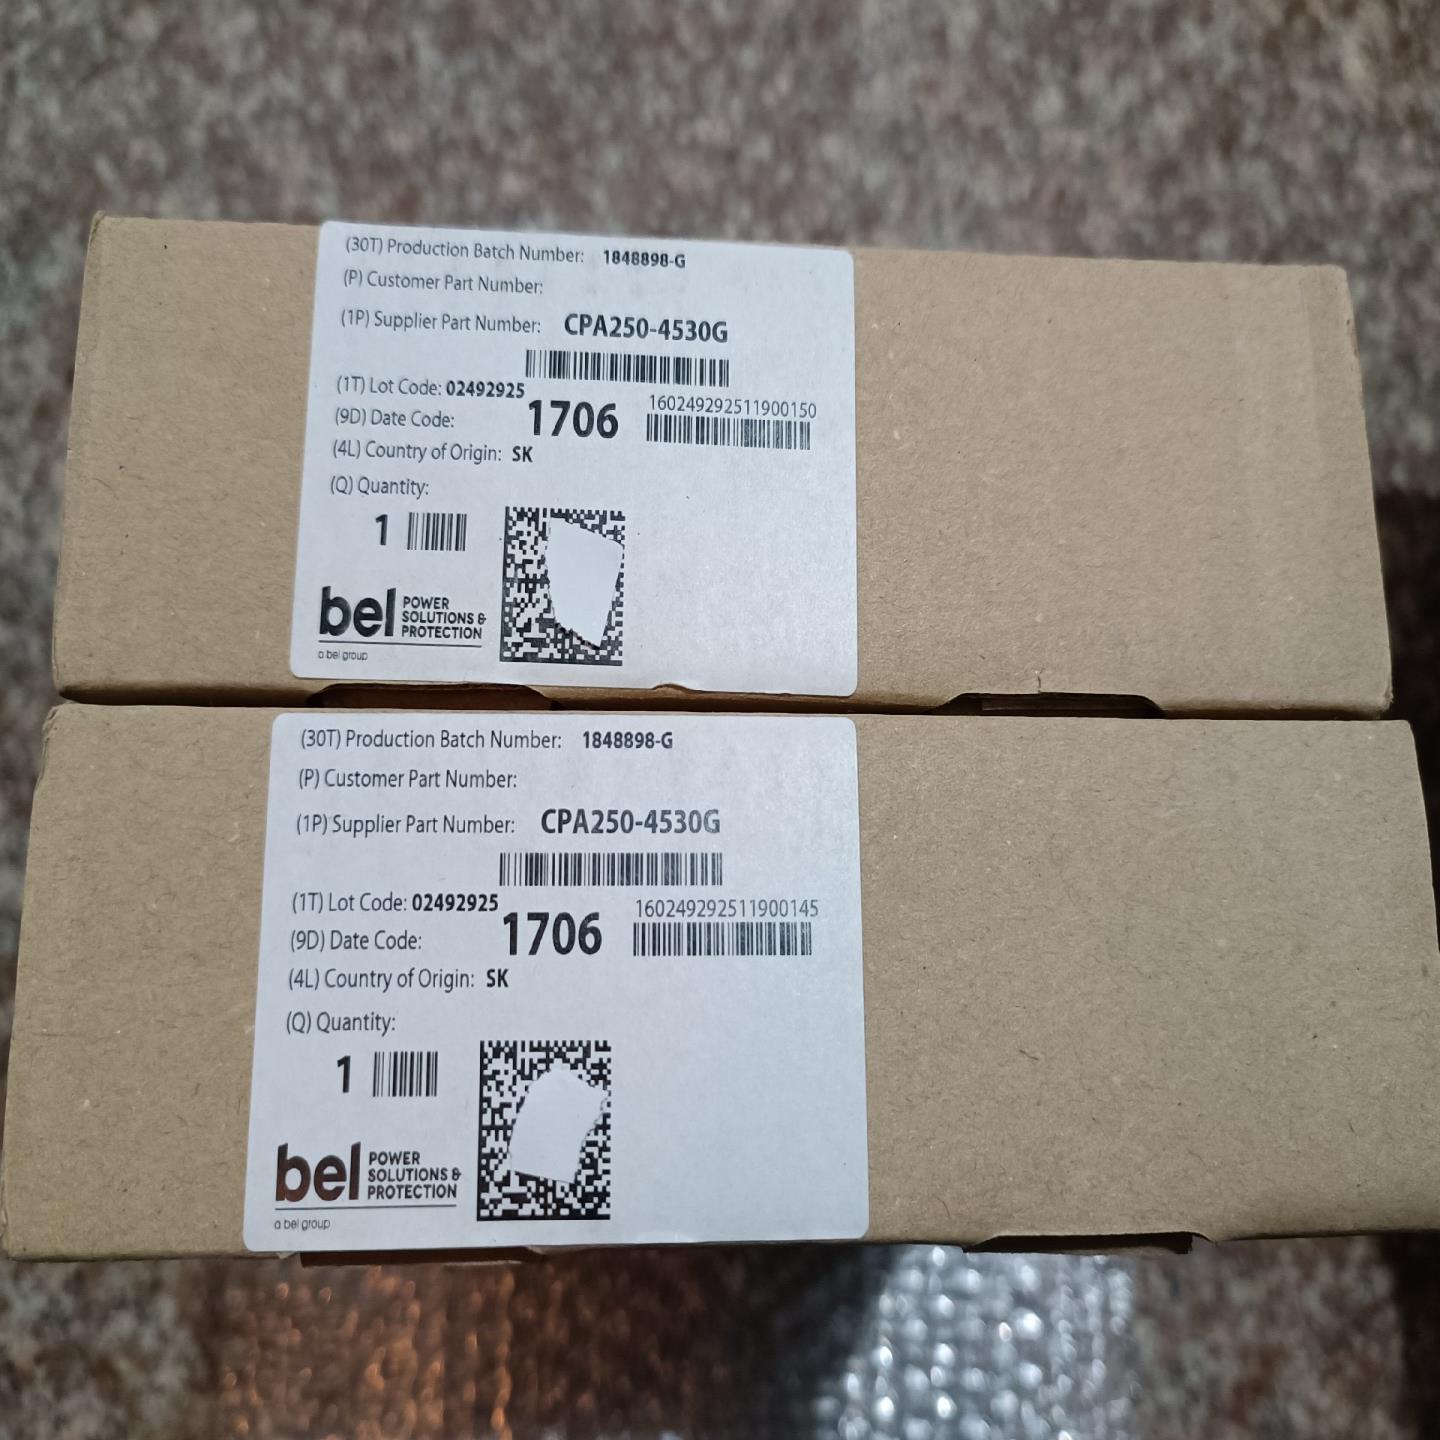 (30T) Production Batch Number: 1848898-G
(P) Customer Part Number:
(1P) Supplier Part Number: CPA250-4530G
(1T) Lot Code: 02492925
(9D) Date Code: 1706
160249292511900150
(4L) Country of Origin: SK
(Q) Quantity:
1
bel POWER
SOLUTIONS &
PROTECTION
a bel group
(30T) Production Batch Number: 1848898-G
(P) Customer Part Number:
(1P) Supplier Part Number: CPA250-4530G
(1T) Lot Code: 02492925
(9D) Date Code: 1706
160249292511900145
(4L) Country of Origin: SK
(Q) Quantity:
1
bel POWER
SOLUTIONS &
PROTECTION
a bel group